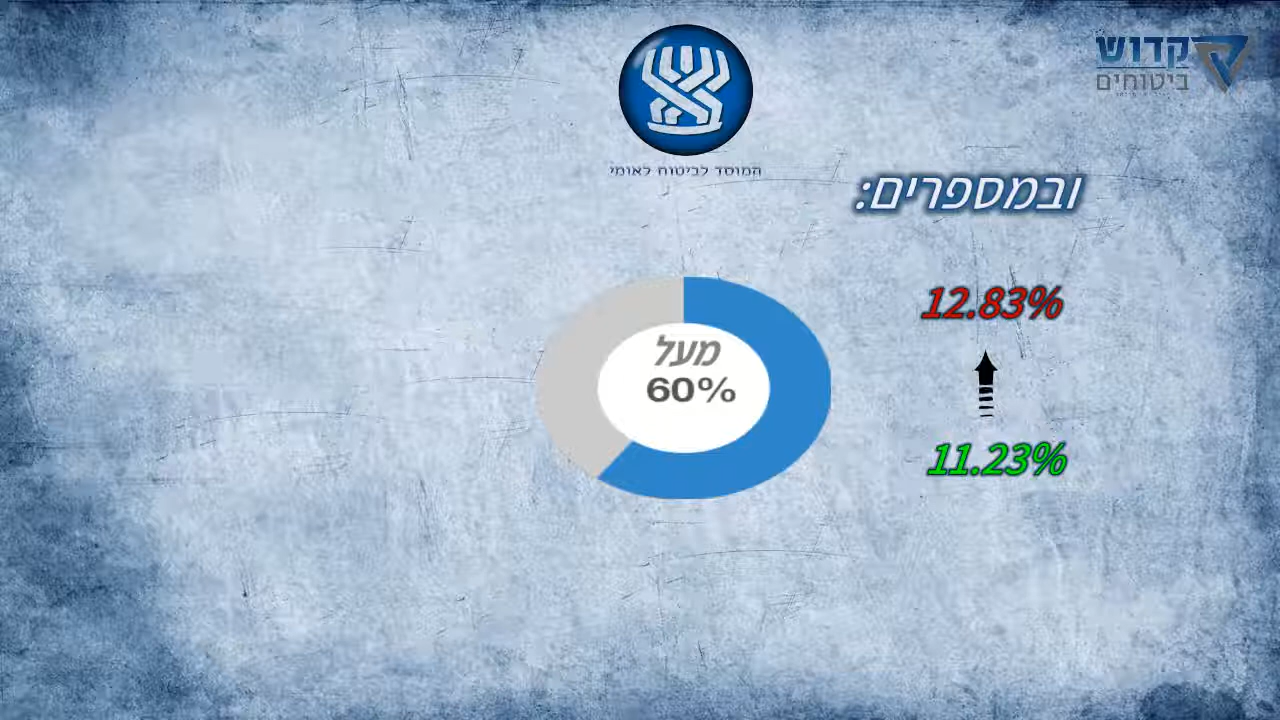 קדוש
ביטוחים
המוסד לביטוח לאומי
ובמספרים:
12.83%
מעל
60%
11.23%